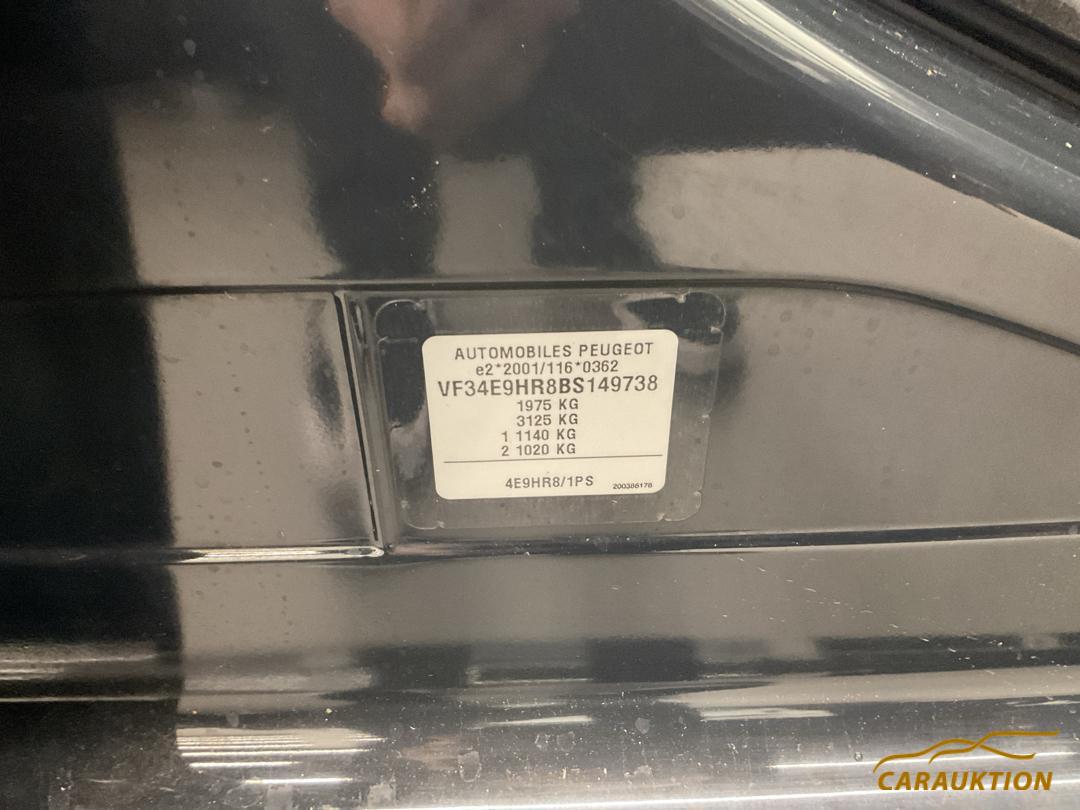 AUTOMOBILES PEUGEOT
e2*2001/116*0362
VF34E9HR8BS149738
1975 KG
3125 KG
1 1140 KG
2 1020 KG
4E9HR8/1PS 200386178
CARAUKTION